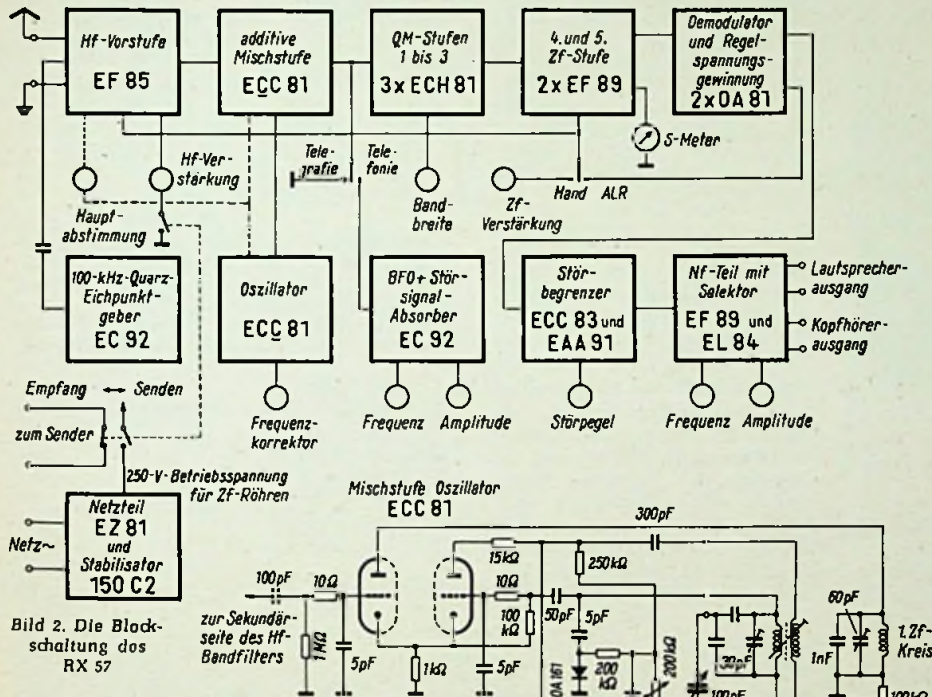 Hf-Vorstufe
EF 85
additive
Mischstufe
ECC 81
QM-Stufen
1 bis 3
3x ECH 81
4. und 5.
Zf-Stufe
2x EF 89
Demodulator
und Regel-
spannungs-
gewinnung
2x OA 81
S-Meter
Hf-Ver-
stärkung
Tele-
grafie
Tele-
fonie
Haupt-
abstimmung
Band-
breite
Zf-
Verstärkung
Hand ALR
100-kHz-Quarz-
Eichpunkt-
geber
EC 92
Oszillator
ECC 81
BFO + Stör-
signal-
Absorber
EC 92
Stör-
begrenzer
ECC 83 und
EAA 91
Nf-Teil mit
Selektor
EF 89 und
EL 84
Lautsprecher-
ausgang
Kopfhörer-
ausgang
Empfang ↔ Senden
zum Sender
Frequenz-
korrektor
Frequenz Amplitude
Störpegel
Frequenz Amplitude
250-V-Betriebsspannung
für Zf-Röhren
Netzteil
EZ 81
und
Stabilisator
150 C2
Netz~
Bild 2. Die Block-
schaltung des
RX 57
Mischstufe Oszillator
ECC 81
300pF
15kΩ
250kΩ
100pF
10Ω
10Ω
zur Sekundär-
seite des Hf-
Bandfilters
1MΩ
5pF
1kΩ
100
kΩ
5pF
50pF
5pF
OA161
200
kΩ
200kΩ
30pF
100pF
60pF
1nF
1.Zf-
Kreis
100kΩ